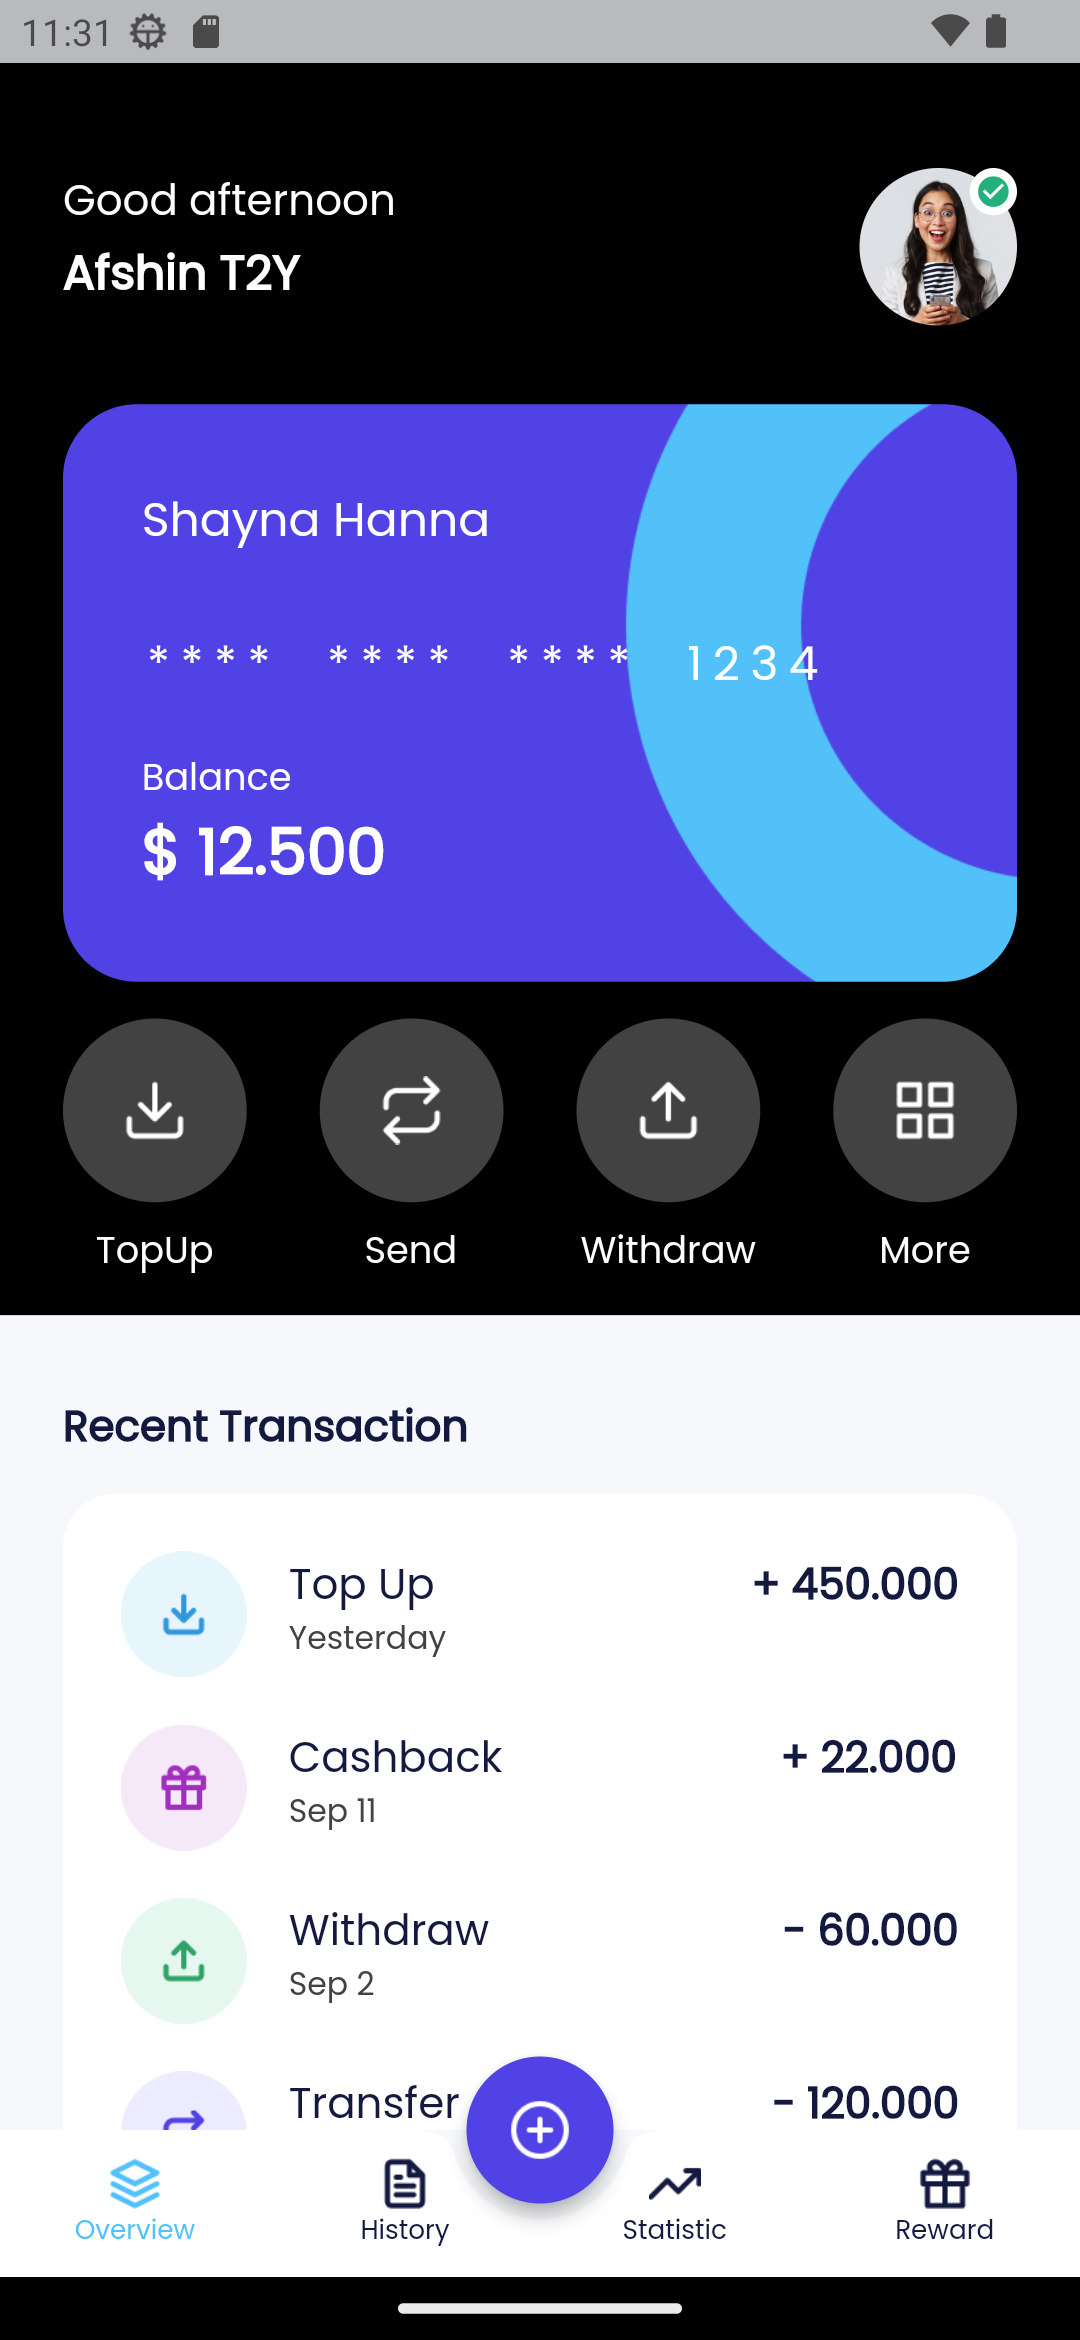 11:31
Good afternoon
Afshin T2Y
Shayna Hanna
**** **** **** 1234
Balance
$ 12.500
TopUp Send Withdraw More
Recent Transaction
Top Up + 450.000
Yesterday
Cashback + 22.000
Sep 11
Withdraw - 60.000
Sep 2
Transfer - 120.000
Overview History Statistic Reward